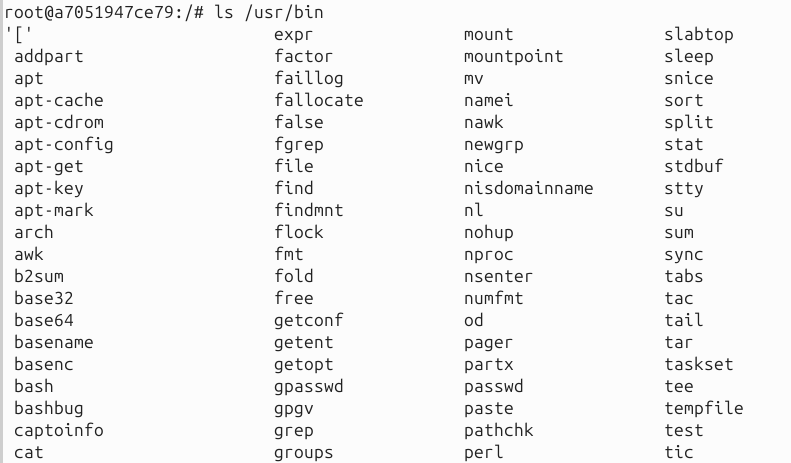 root@a7051947ce79:/# ls /usr/bin
'[' expr mount slabtop
addpart factor mountpoint sleep
apt faillog mv snice
apt-cache fallocate namei sort
apt-cdrom false nawk split
apt-config fgrep newgrp stat
apt-get file nice stdbuf
apt-key find nisdomainname stty
apt-mark findmnt nl su
arch flock nohup sum
awk fmt nproc sync
b2sum fold nsenter tabs
base32 free numfmt tac
base64 getconf od tail
basename getent pager tar
basenc getopt partx taskset
bash gpasswd passwd tee
bashbug gpgv paste tempfile
captoinfo grep pathchk test
cat groups perl tic